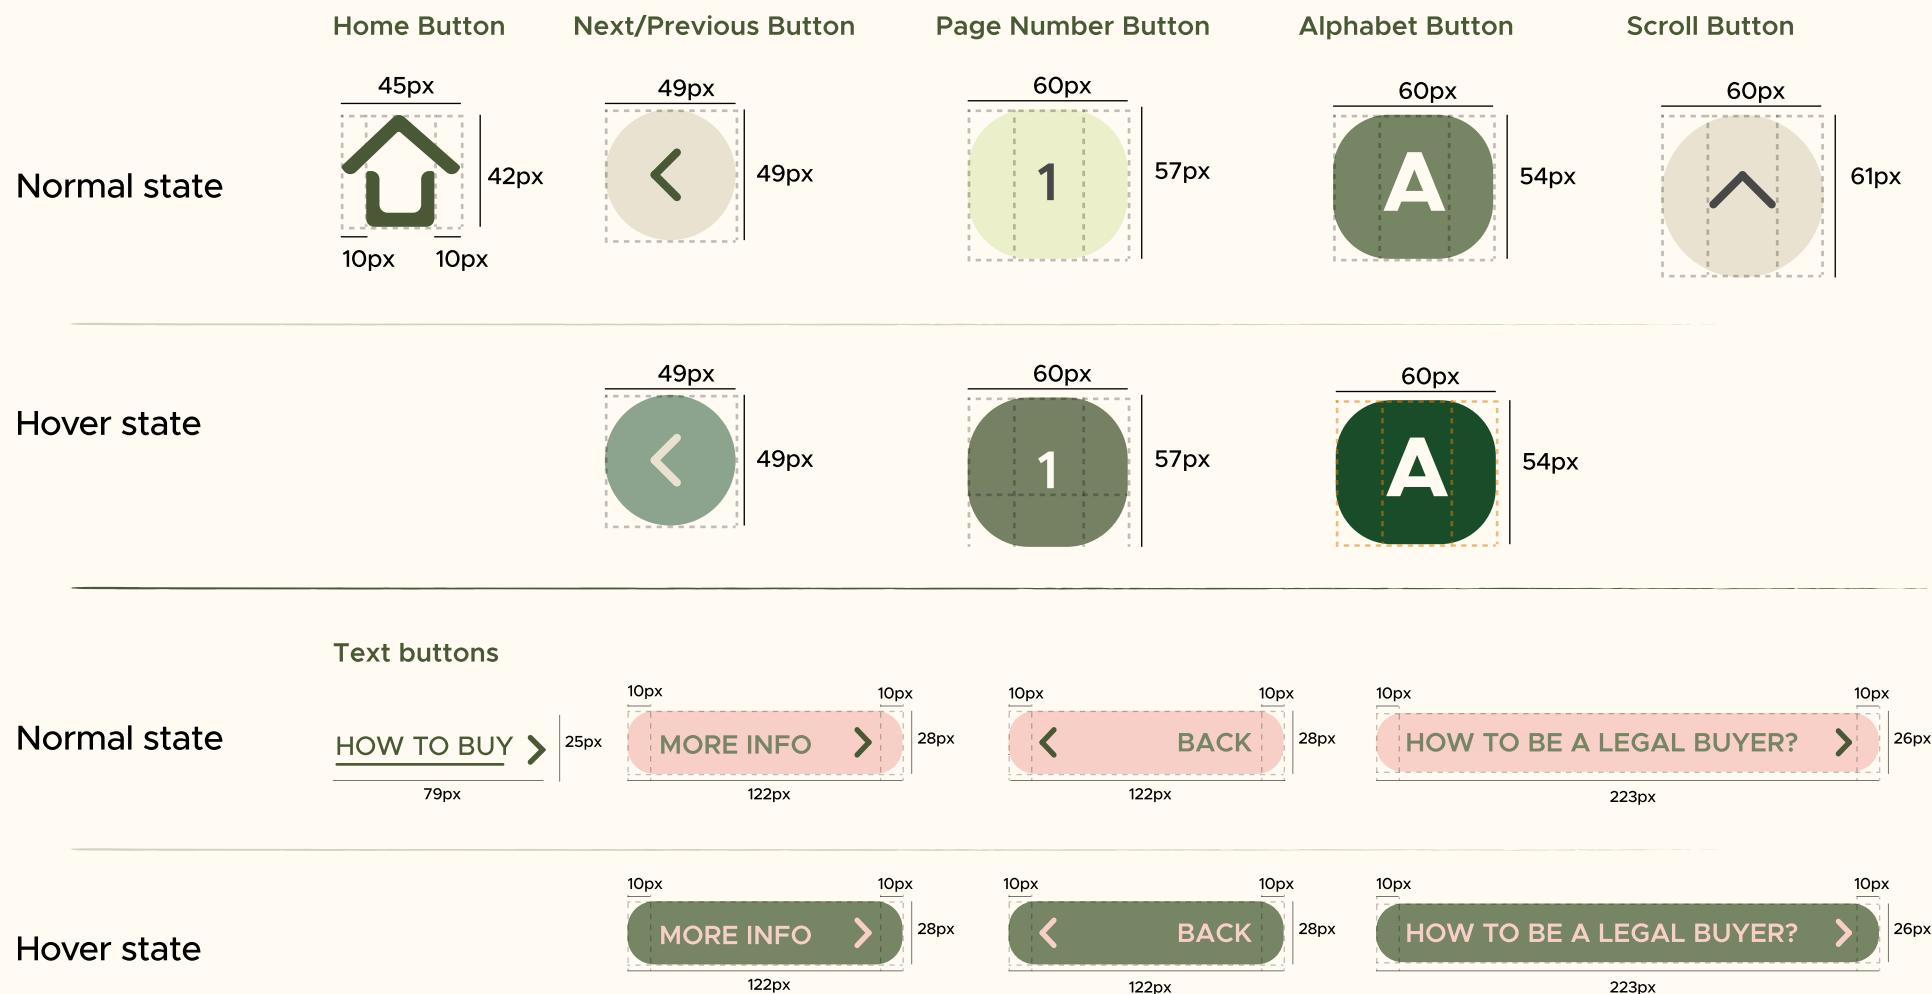 Home Button
Next/Previous Button
Page Number Button
Alphabet Button
Scroll Button
45px
49px
60px
60px
60px
Normal state
42px
49px
1
57px
A
54px
61px
10px
10px
49px
60px
60px
Hover state
49px
1
57px
A
54px
Text buttons
10px
10px
10px
10px
10px
10px
Normal state
HOW TO BUY
25px
MORE INFO
28px
BACK
28px
HOW TO BE A LEGAL BUYER?
26px
79px
122px
122px
223px
10px
10px
10px
10px
10px
10px
Hover state
MORE INFO
28px
BACK
28px
HOW TO BE A LEGAL BUYER?
26px
122px
122px
223px